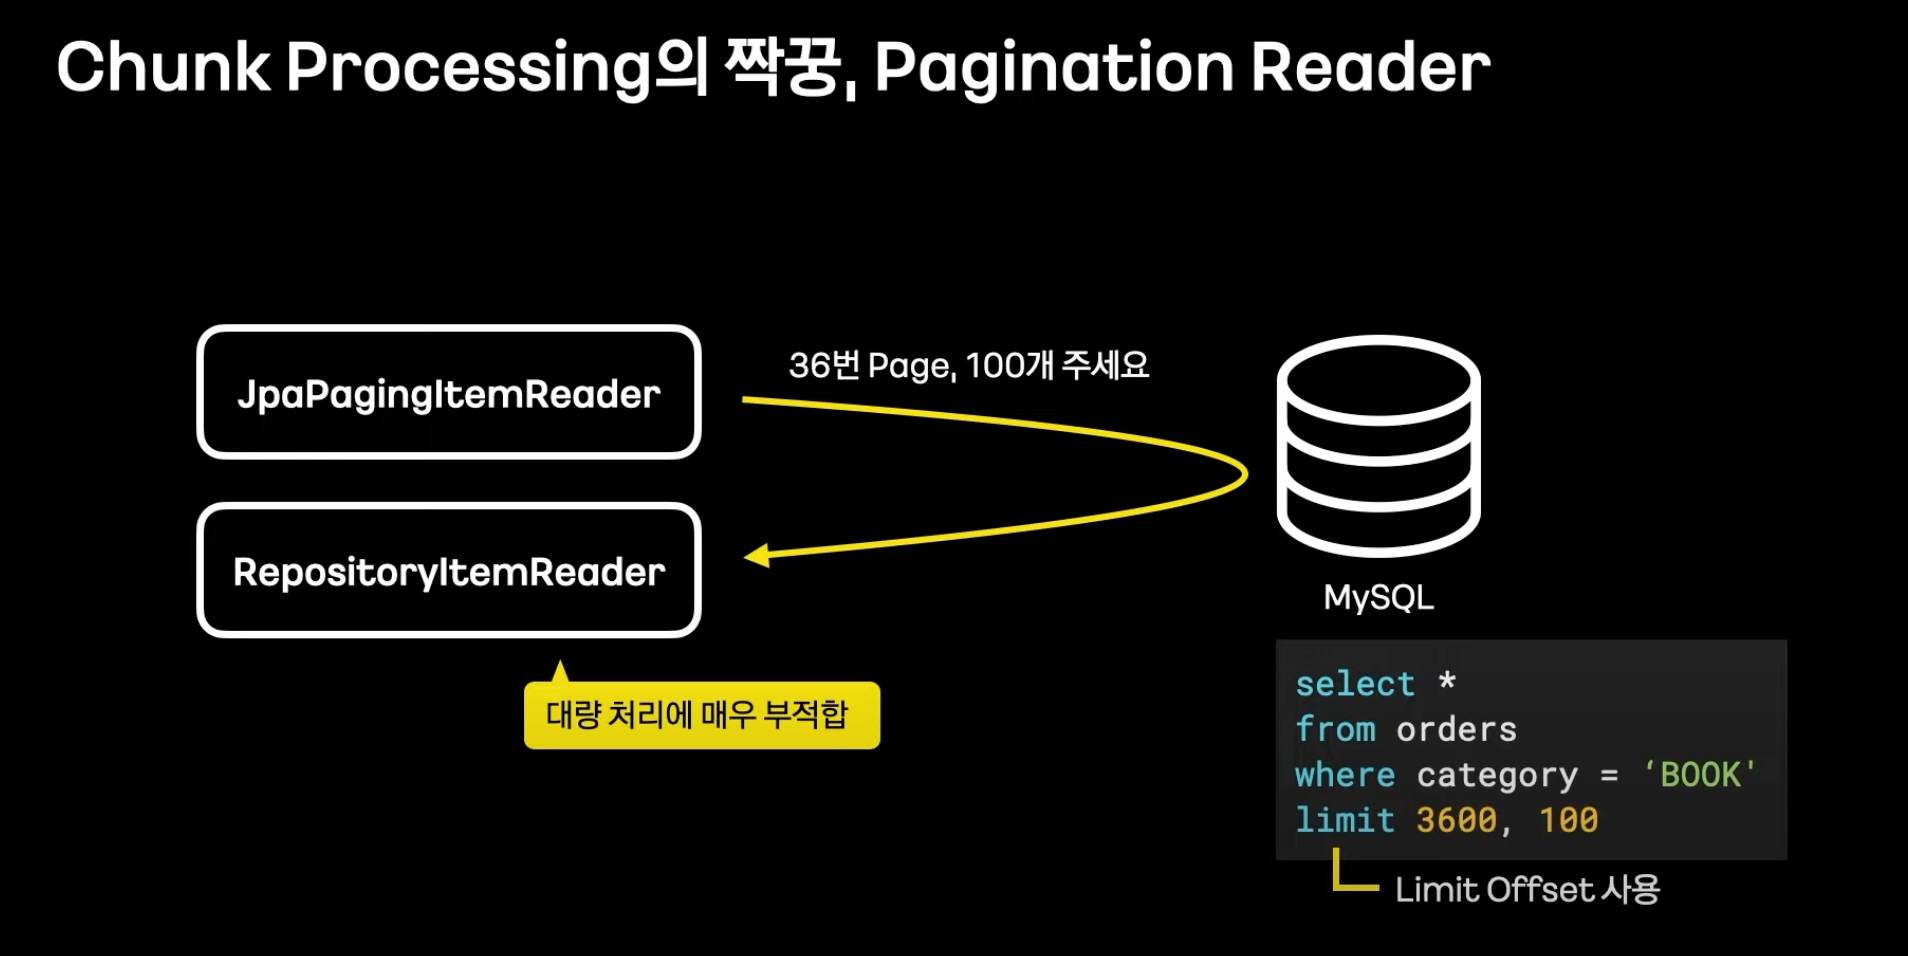 Chunk Processing의 짝꿍, Pagination Reader
JpaPagingItemReader
36번 Page, 100개 주세요
RepositoryItemReader
대량 처리에 매우 부적합
MySQL
select *
from orders
where category = ‘BOOK'
limit 3600, 100
Limit Offset 사용